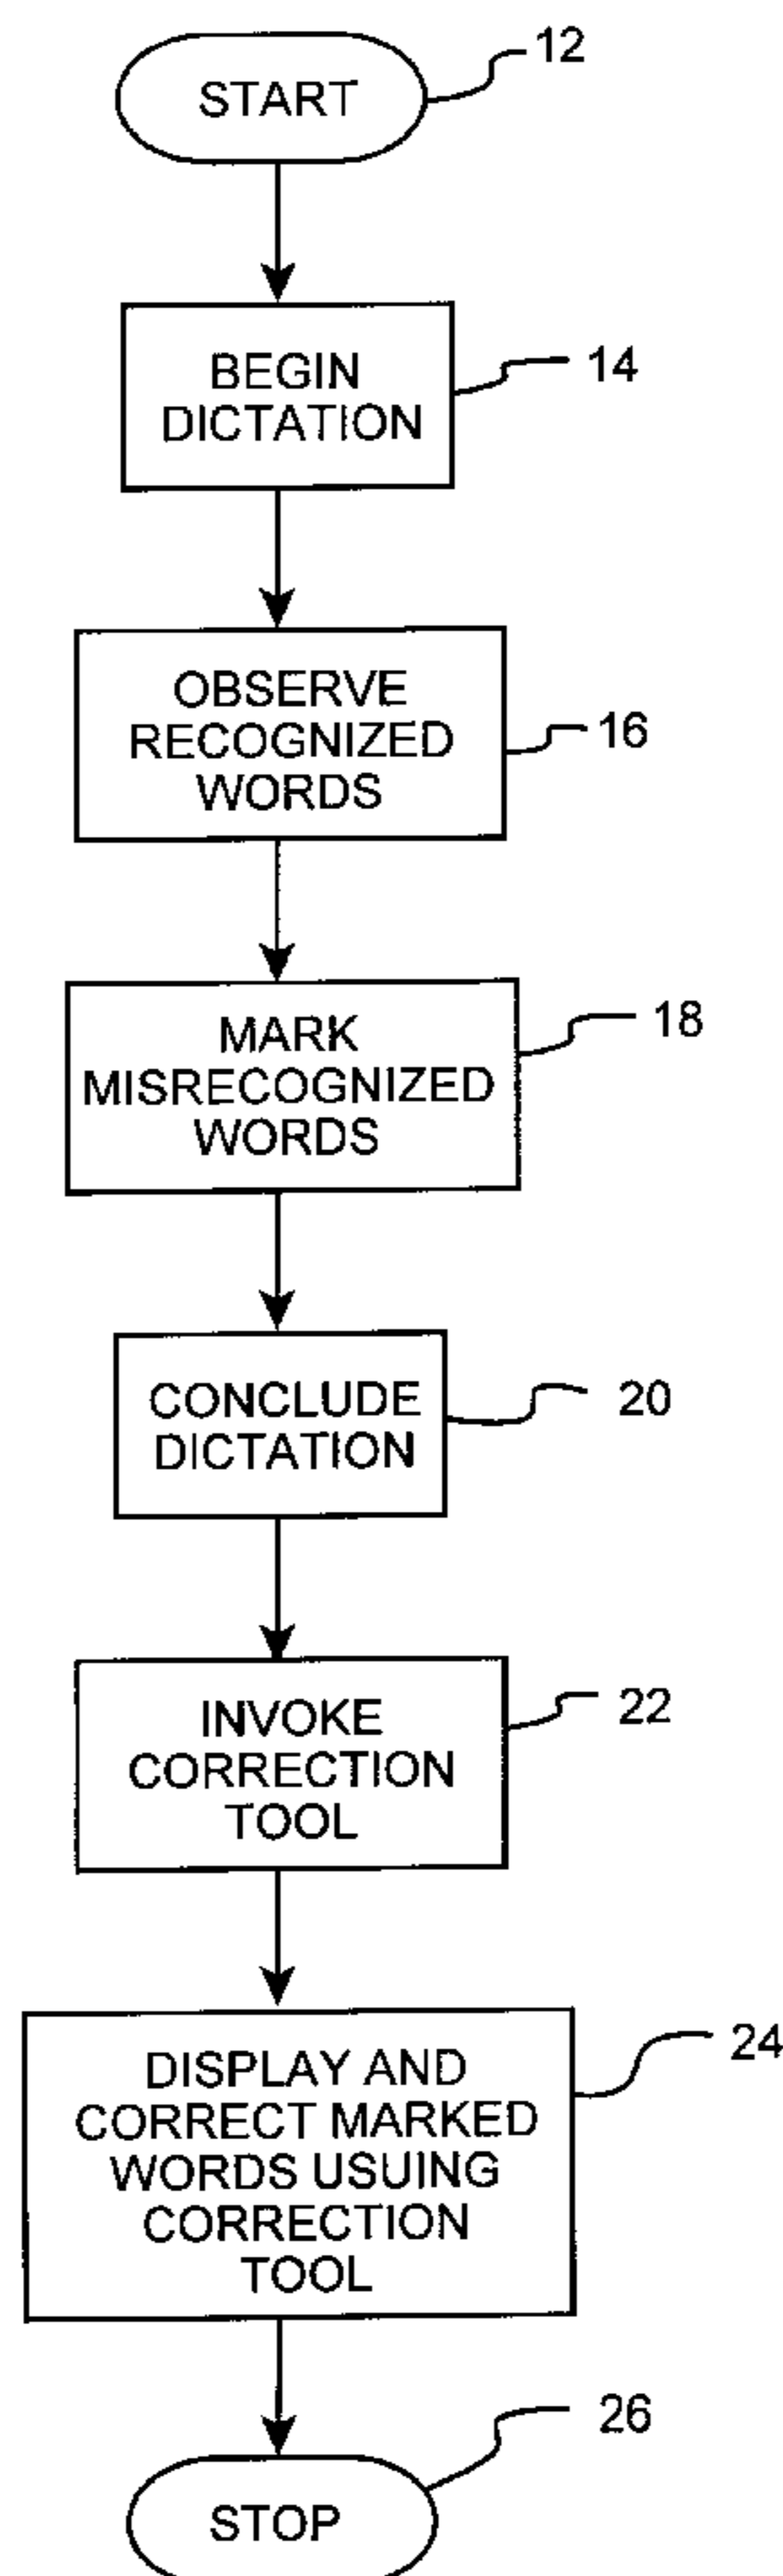 START
12
BEGIN
DICTATION
14
OBSERVE
RECOGNIZED
WORDS
16
MARK
MISRECOGNIZED
WORDS
18
CONCLUDE
DICTATION
20
INVOKE
CORRECTION
TOOL
22
DISPLAY AND
CORRECT MARKED
WORDS USUING
CORRECTION
TOOL
24
STOP
26